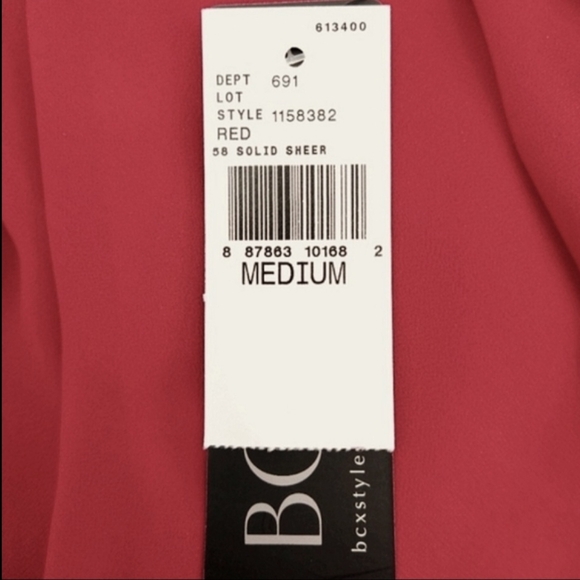 613400
DEPT 691
LOT
STYLE 1158382
RED
58 SOLID SHEER
8 87863 10168 2
MEDIUM
BC
bcxstyle